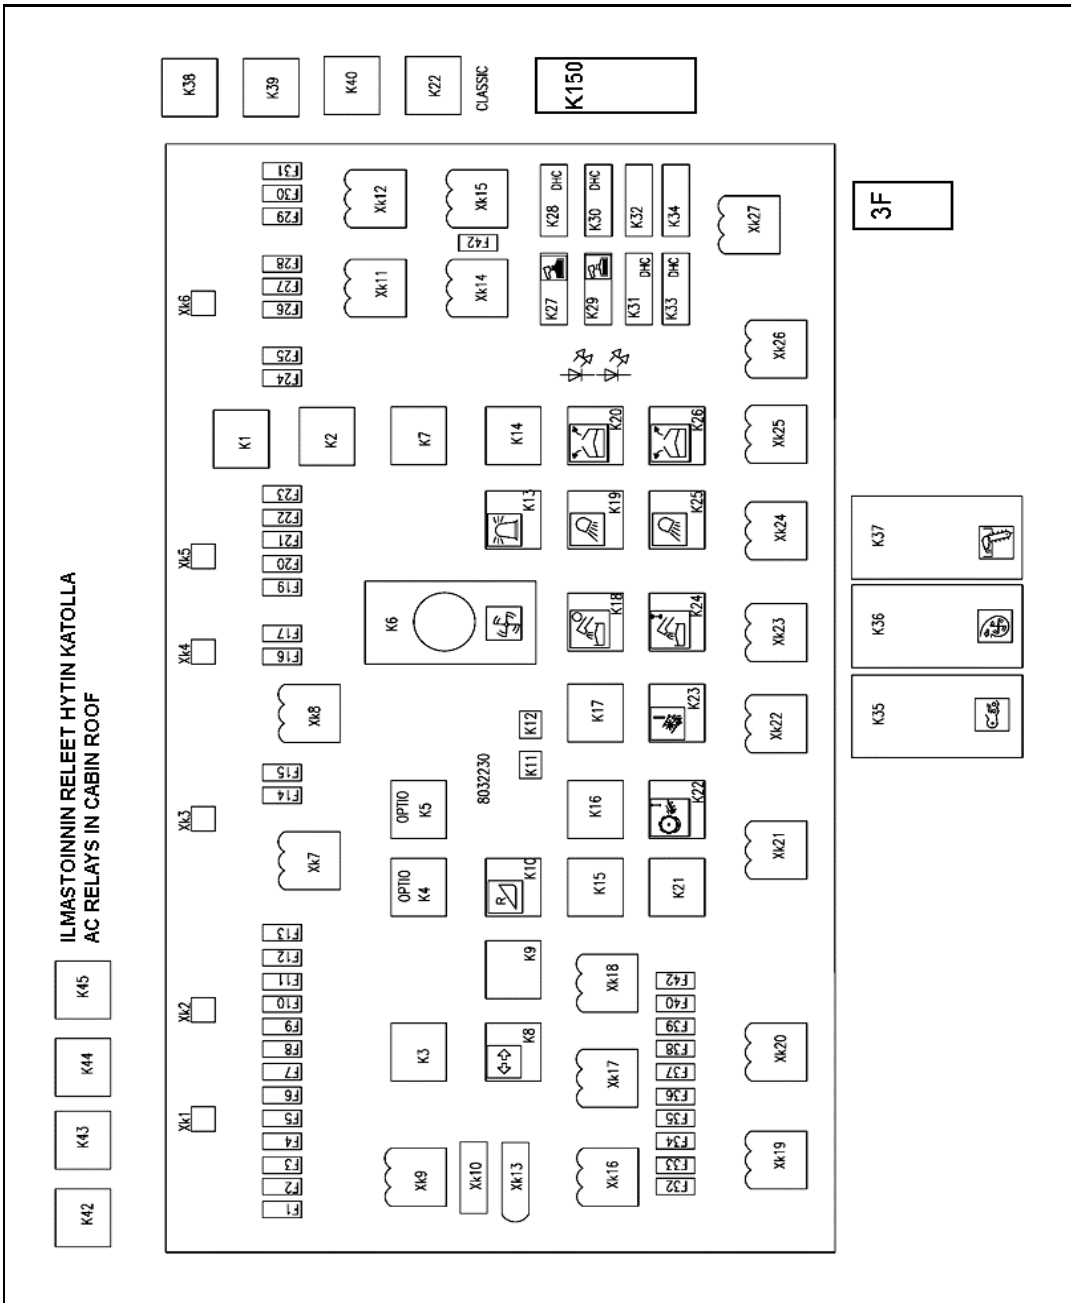 ILMASTOINNIN RELEET HYTIN KATOLLA
AC RELAYS IN CABIN ROOF
K42
K43
K44
K45
K38
K39
K40
K22
CLASSIC
K150
3F
Xk1
Xk2
Xk3
Xk4
Xk5
Xk6
F1
F2
F3
F4
F5
F6
F7
F8
F9
F10
F11
F12
F13
F14
F15
F16
F17
F19
F20
F21
F22
F23
F24
F25
F26
F27
F28
F29
F30
F31
Xk7
Xk8
K1
K2
Xk11
Xk12
Xk9
K3
OPTIO
K4
OPTIO
K5
K6
K7
Xk10
Xk13
K8
K9
R
K10
8032230
K11
K12
K13
K14
Xk14
F42
Xk15
Xk16
Xk17
Xk18
K15
K16
K17
K18
K19
K20
K27
K28 DHC
K29
K30 DHC
K31 DHC
K32
K33 DHC
K34
F32
F33
F34
F35
F36
F37
F38
F39
F40
F42
K21
K22
K23
K24
K25
K26
Xk19
Xk20
Xk21
Xk22
Xk23
Xk24
Xk25
Xk26
Xk27
K35
K36
K37